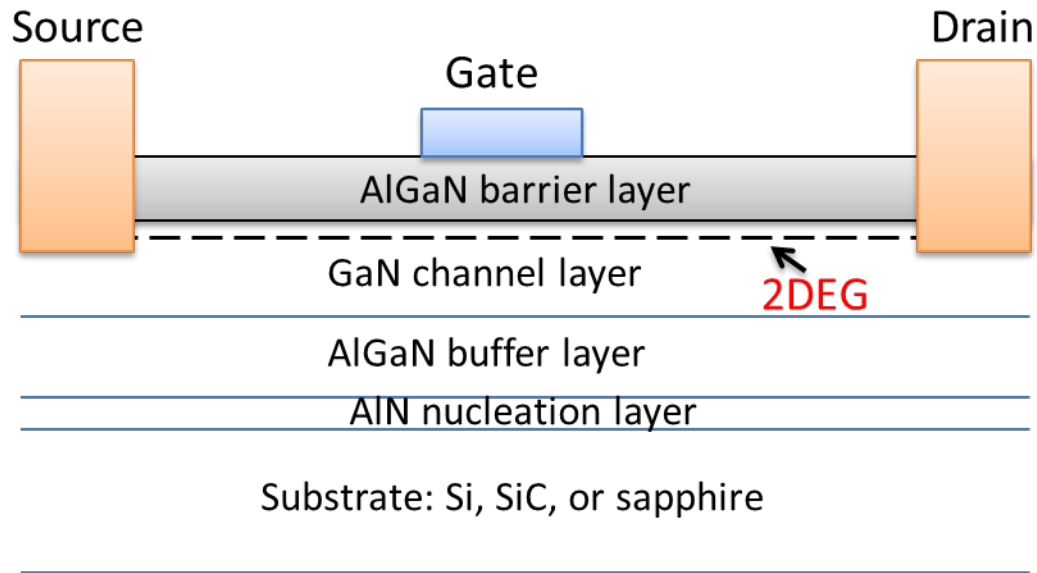 Source
Drain
Gate
AlGaN barrier layer
GaN channel layer
2DEG
AlGaN buffer layer
AlN nucleation layer
Substrate: Si, SiC, or sapphire